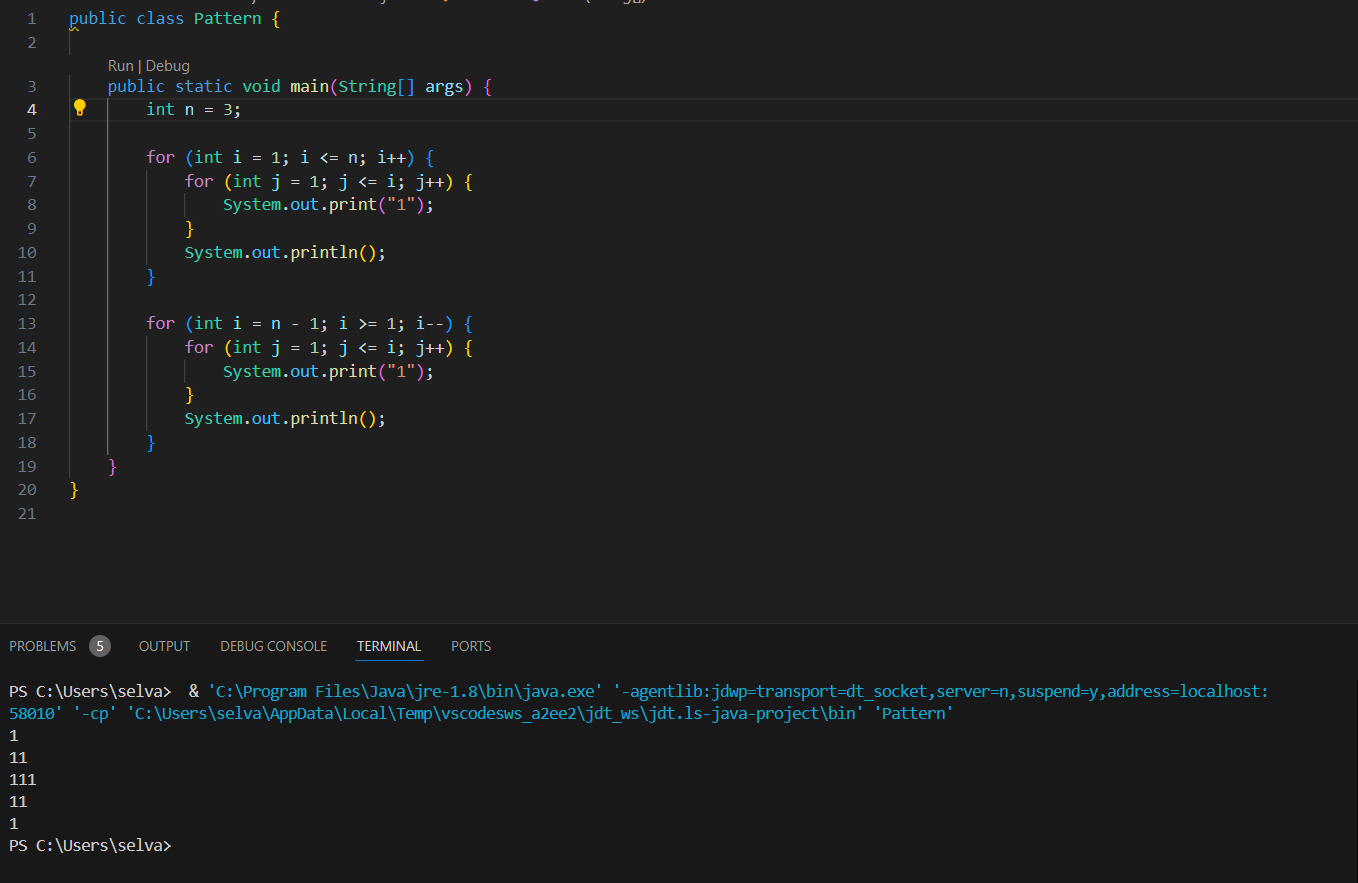 1 public class Pattern {
2
Run | Debug
3 public static void main(String[] args) {
4 int n = 3;
5
6 for (int i = 1; i <= n; i++) {
7 for (int j = 1; j <= i; j++) {
8 System.out.print("1");
9 }
10 System.out.println();
11 }
12
13 for (int i = n - 1; i >= 1; i--) {
14 for (int j = 1; j <= i; j++) {
15 System.out.print("1");
16 }
17 System.out.println();
18 }
19 }
20 }
21
PROBLEMS 5 OUTPUT DEBUG CONSOLE TERMINAL PORTS
PS C:\Users\selva>  & 'C:\Program Files\Java\jre-1.8\bin\java.exe' '-agentlib:jdwp=transport=dt_socket,server=n,suspend=y,address=localhost:
58010' '-cp' 'C:\Users\selva\AppData\Local\Temp\vscodesws_a2ee2\jdt_ws\jdt.ls-java-project\bin' 'Pattern'
1
11
111
11
1
PS C:\Users\selva>